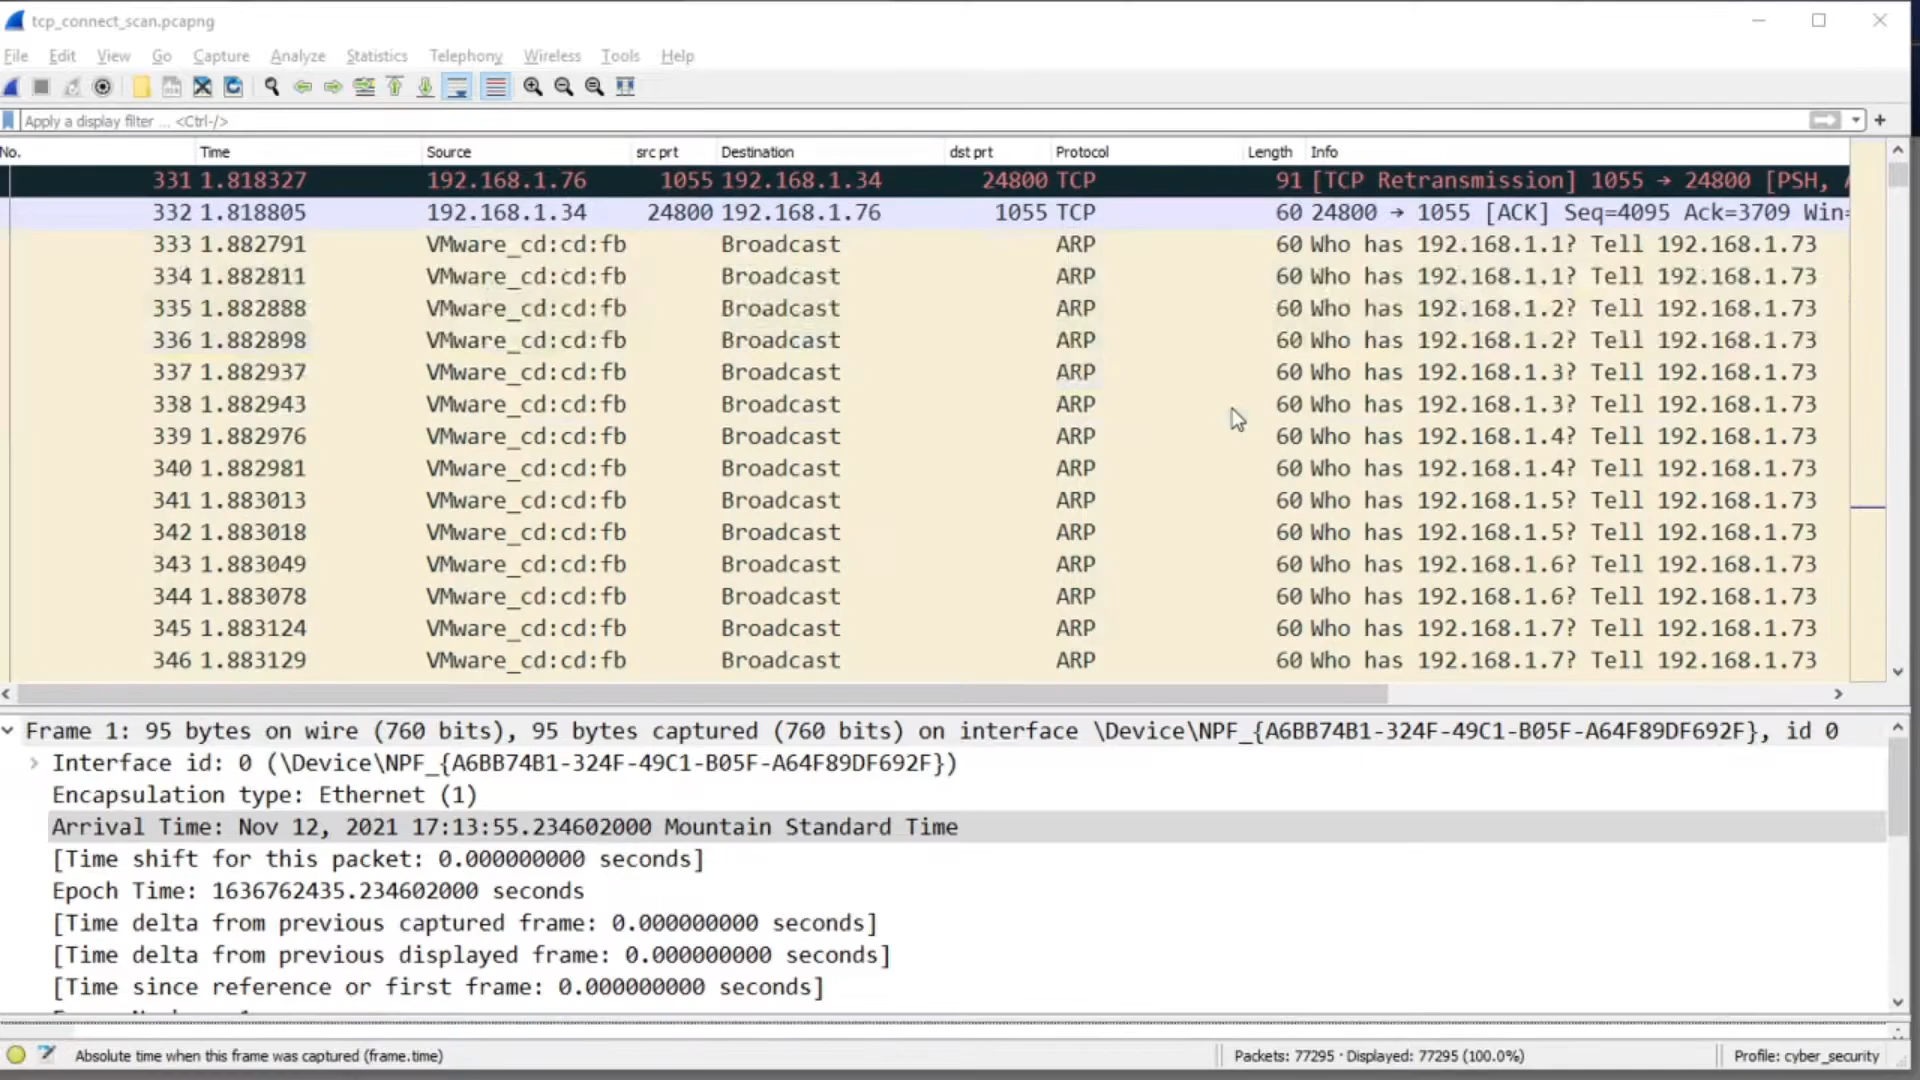 tcp_connect_scan.pcapng
File Edit View Go Capture Analyze Statistics Telephony Wireless Tools Help
Apply a display filter ... <Ctrl-/>
No. Time Source src prt Destination dst prt Protocol Length Info
331 1.818327 192.168.1.76 1055 192.168.1.34 24800 TCP 91 [TCP Retransmission] 1055 → 24800 [PSH,
332 1.818805 192.168.1.34 24800 192.168.1.76 1055 TCP 60 24800 → 1055 [ACK] Seq=4095 Ack=3709 Win=
333 1.882791 VMware_cd:cd:fb Broadcast ARP 60 Who has 192.168.1.1? Tell 192.168.1.73
334 1.882811 VMware_cd:cd:fb Broadcast ARP 60 Who has 192.168.1.1? Tell 192.168.1.73
335 1.882888 VMware_cd:cd:fb Broadcast ARP 60 Who has 192.168.1.2? Tell 192.168.1.73
336 1.882898 VMware_cd:cd:fb Broadcast ARP 60 Who has 192.168.1.2? Tell 192.168.1.73
337 1.882937 VMware_cd:cd:fb Broadcast ARP 60 Who has 192.168.1.3? Tell 192.168.1.73
338 1.882943 VMware_cd:cd:fb Broadcast ARP 60 Who has 192.168.1.3? Tell 192.168.1.73
339 1.882976 VMware_cd:cd:fb Broadcast ARP 60 Who has 192.168.1.4? Tell 192.168.1.73
340 1.882981 VMware_cd:cd:fb Broadcast ARP 60 Who has 192.168.1.4? Tell 192.168.1.73
341 1.883013 VMware_cd:cd:fb Broadcast ARP 60 Who has 192.168.1.5? Tell 192.168.1.73
342 1.883018 VMware_cd:cd:fb Broadcast ARP 60 Who has 192.168.1.5? Tell 192.168.1.73
343 1.883049 VMware_cd:cd:fb Broadcast ARP 60 Who has 192.168.1.6? Tell 192.168.1.73
344 1.883078 VMware_cd:cd:fb Broadcast ARP 60 Who has 192.168.1.6? Tell 192.168.1.73
345 1.883124 VMware_cd:cd:fb Broadcast ARP 60 Who has 192.168.1.7? Tell 192.168.1.73
346 1.883129 VMware_cd:cd:fb Broadcast ARP 60 Who has 192.168.1.7? Tell 192.168.1.73
Frame 1: 95 bytes on wire (760 bits), 95 bytes captured (760 bits) on interface \Device\NPF_{A6BB74B1-324F-49C1-B05F-A64F89DF692F}, id 0
Interface id: 0 (\Device\NPF_{A6BB74B1-324F-49C1-B05F-A64F89DF692F})
Encapsulation type: Ethernet (1)
Arrival Time: Nov 12, 2021 17:13:55.234602000 Mountain Standard Time
[Time shift for this packet: 0.000000000 seconds]
Epoch Time: 1636762435.234602000 seconds
[Time delta from previous captured frame: 0.000000000 seconds]
[Time delta from previous displayed frame: 0.000000000 seconds]
[Time since reference or first frame: 0.000000000 seconds]
Absolute time when this frame was captured (frame.time) Packets: 77295 · Displayed: 77295 (100.0%) Profile: cyber_security